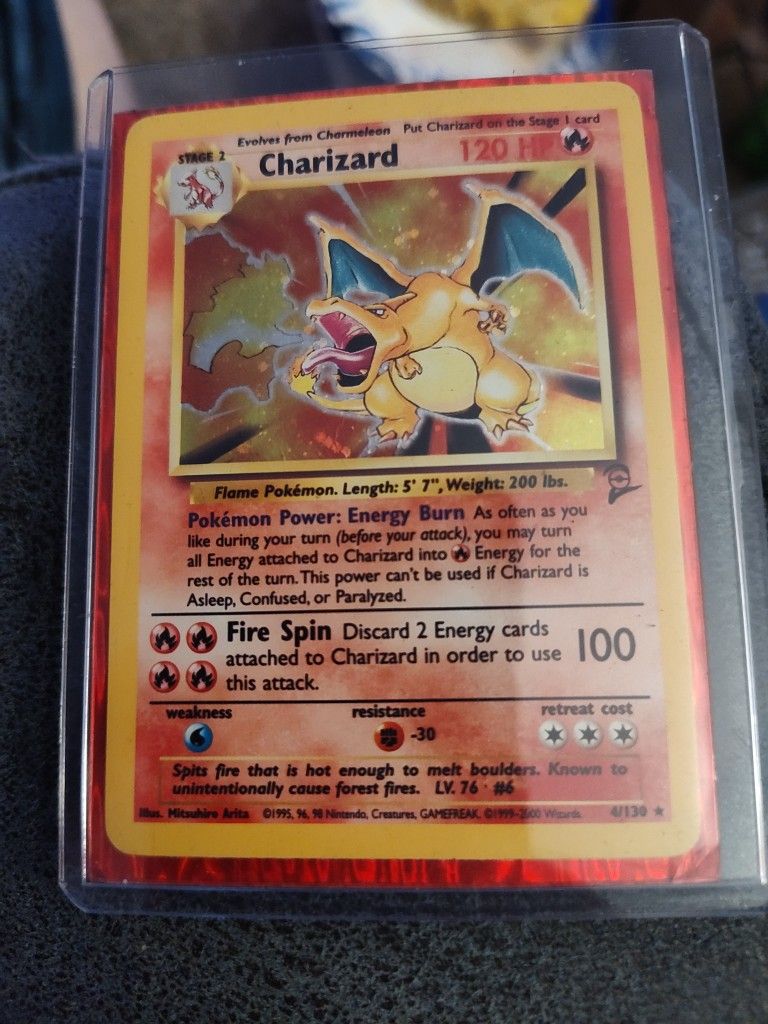 Evolves from Charmeleon Put Charizard on the Stage 1 card
STAGE 2
Charizard 120 HP
Flame Pokémon. Length: 5' 7", Weight: 200 lbs.
Pokémon Power: Energy Burn As often as you
like during your turn (before your attack), you may turn
all Energy attached to Charizard into Energy for the
rest of the turn. This power can't be used if Charizard is
Asleep, Confused, or Paralyzed.
Fire Spin Discard 2 Energy cards
attached to Charizard in order to use 100
this attack.
weakness resistance retreat cost
-30
Spits fire that is hot enough to melt boulders. Known to
unintentionally cause forest fires. LV. 76 · #6
Illus. Mitsuhiro Arita ©1995, 96, 98 Nintendo, Creatures, GAMEFREAK. ©1999-2000 Wizards. 4/130 ★